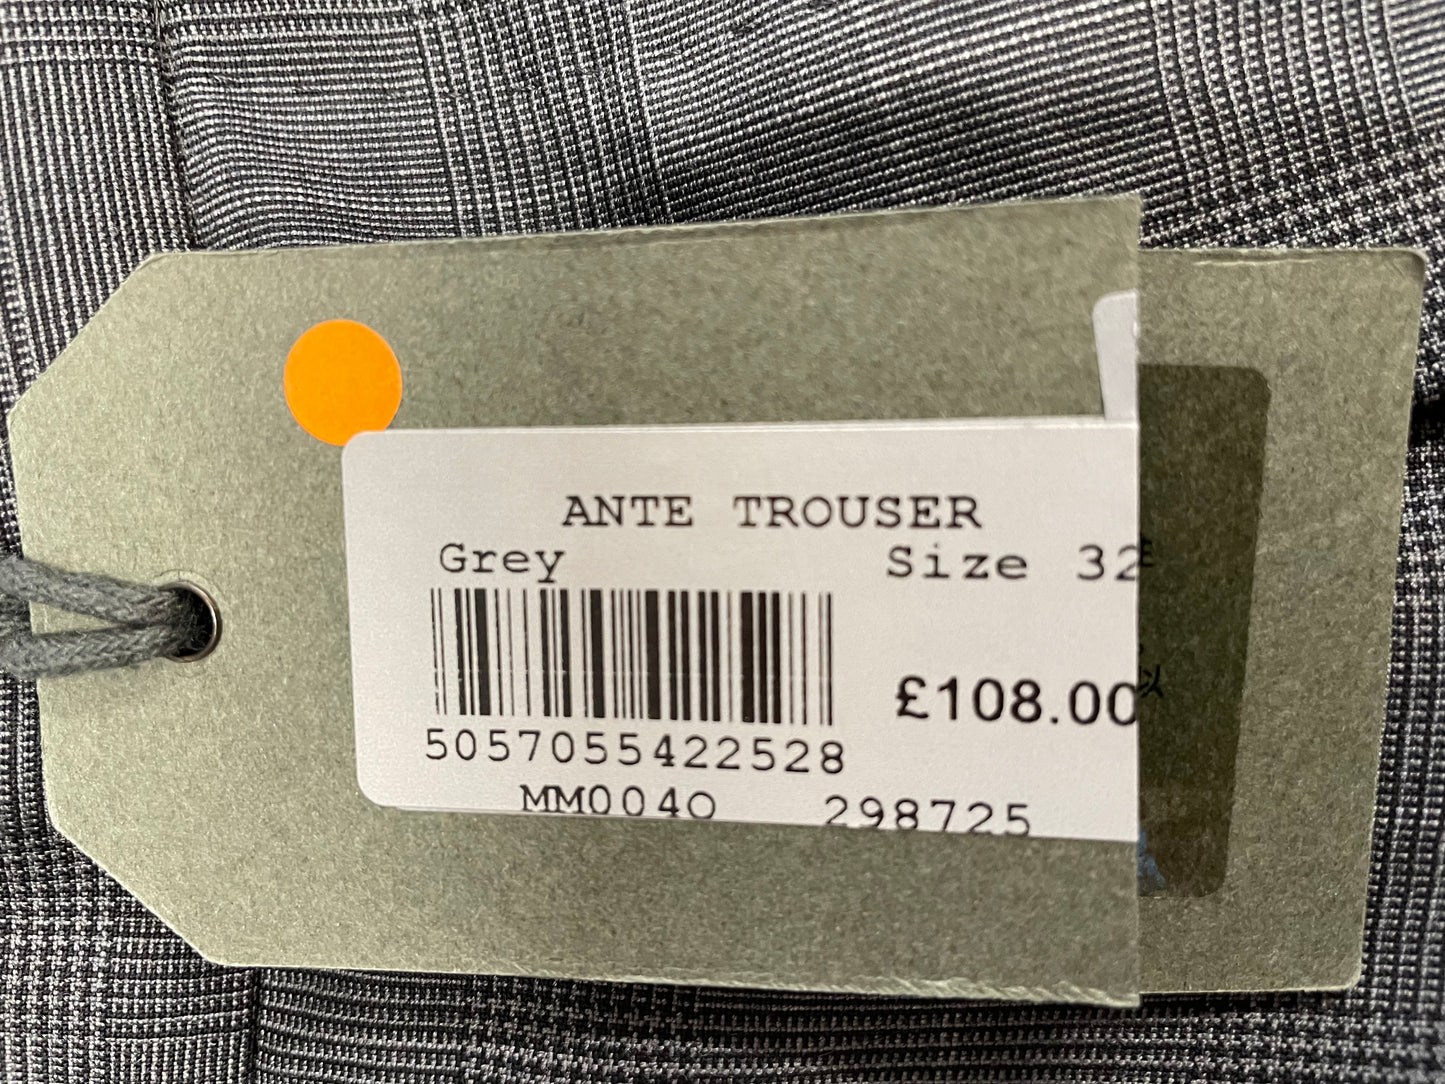 ANTE TROUSER
Grey Size 32
£108.00
5057055422528
MM0040 298725